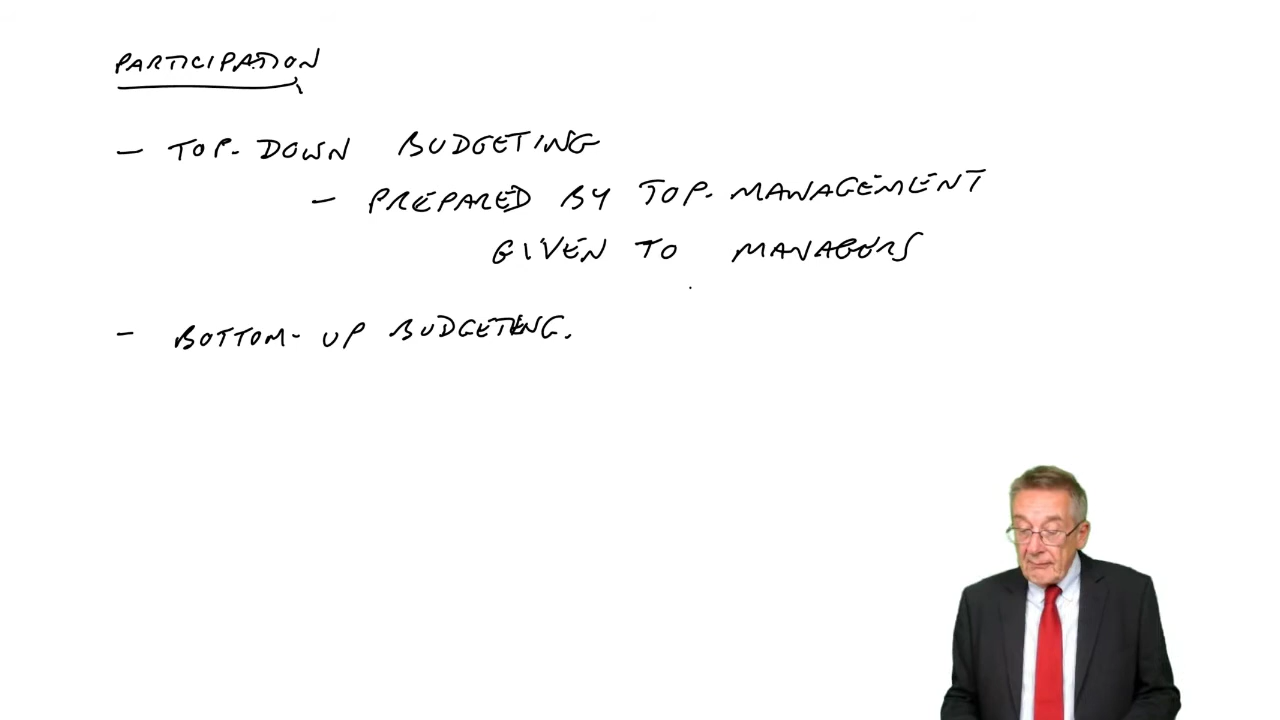 PARTICIPATION
- TOP-DOWN BUDGETING
- PREPARED BY TOP-MANAGEMENT
GIVEN TO MANAGERS
- BOTTOM-UP BUDGETING.